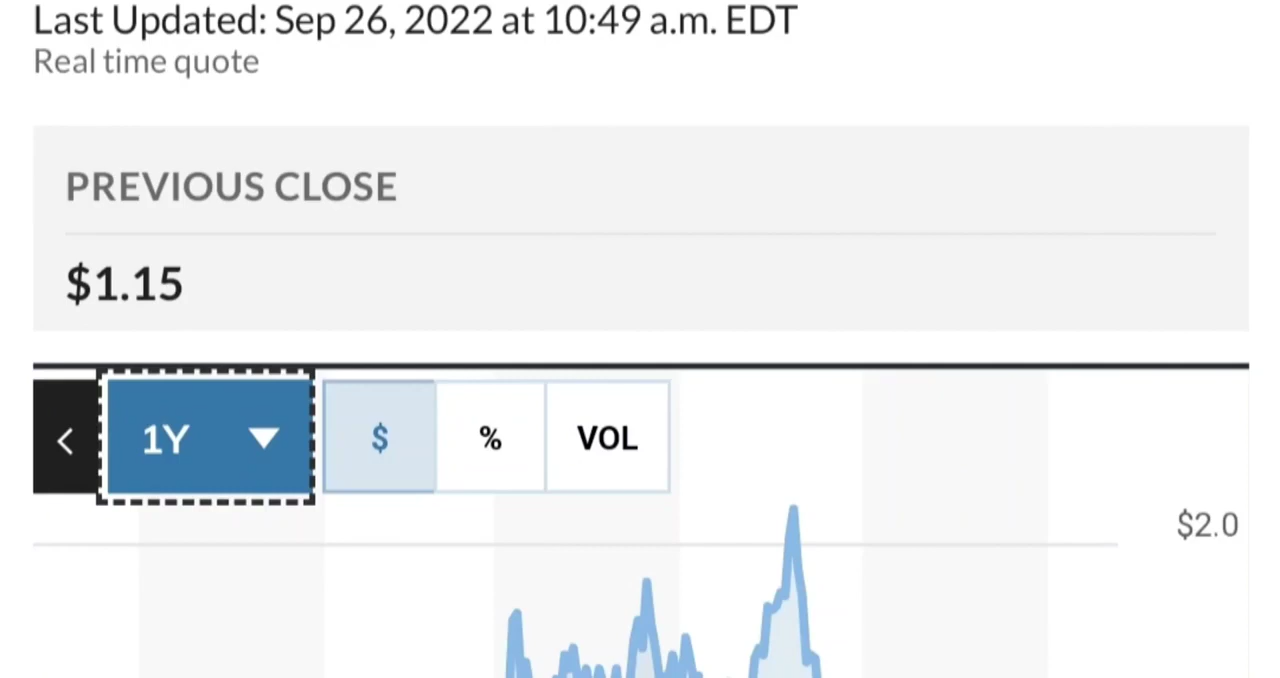 Last Updated: Sep 26, 2022 at 10:49 a.m. EDT
Real time quote
PREVIOUS CLOSE
$1.15
1Y $ % VOL
$2.0